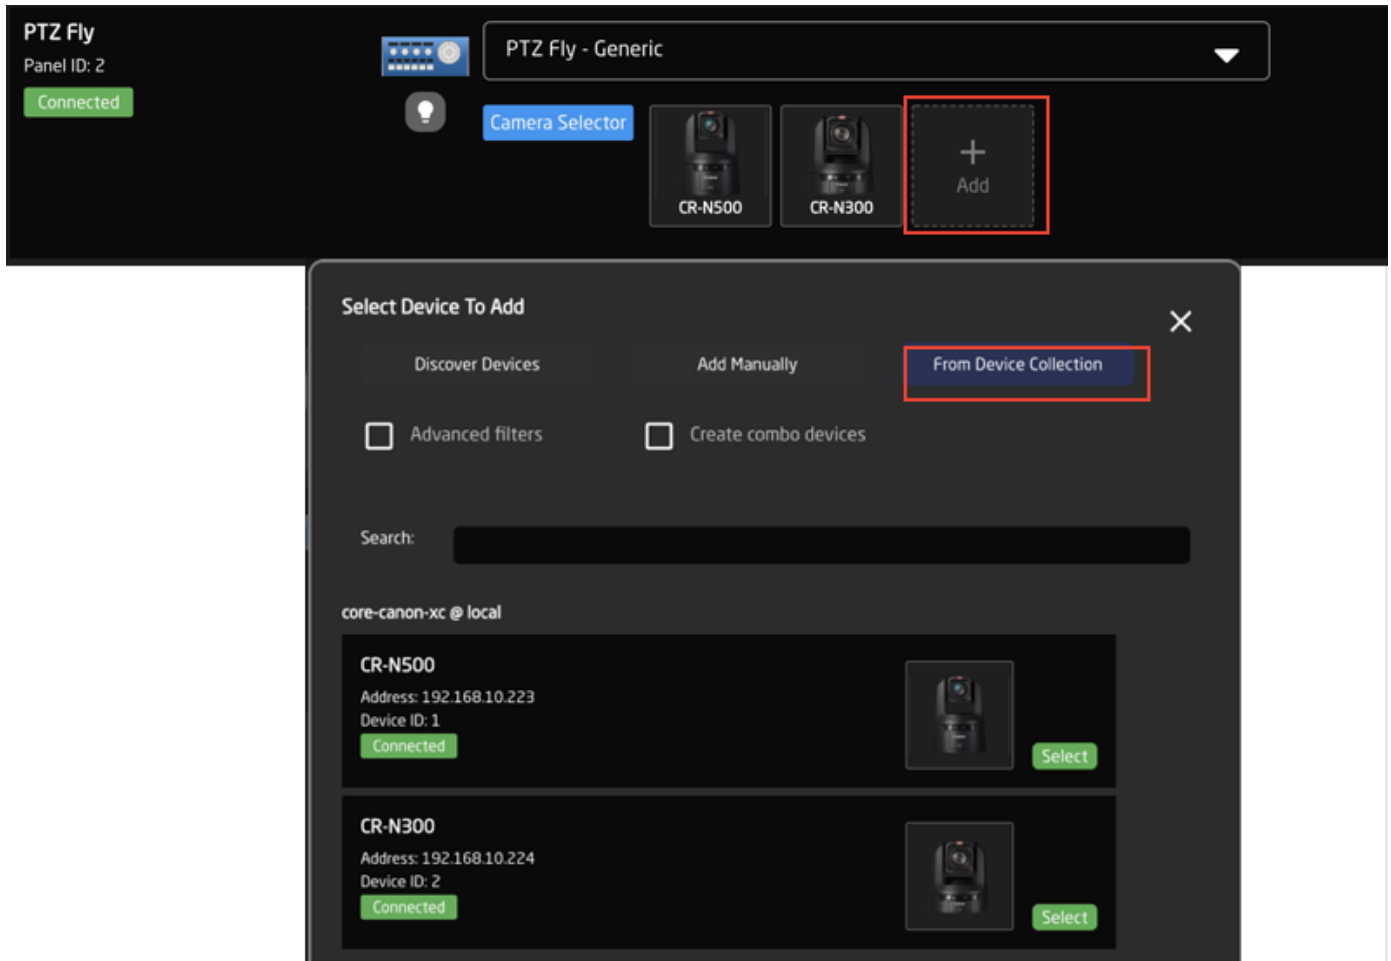 PTZ Fly
Panel ID: 2
Connected
PTZ Fly - Generic
Camera Selector
CR-N500
CR-N300
+
Add
Select Device To Add
Discover Devices
Add Manually
From Device Collection
Advanced filters
Create combo devices
Search:
core-canon-xc @ local
CR-N500
Address: 192.168.10.223
Device ID: 1
Connected
Select
CR-N300
Address: 192.168.10.224
Device ID: 2
Connected
Select